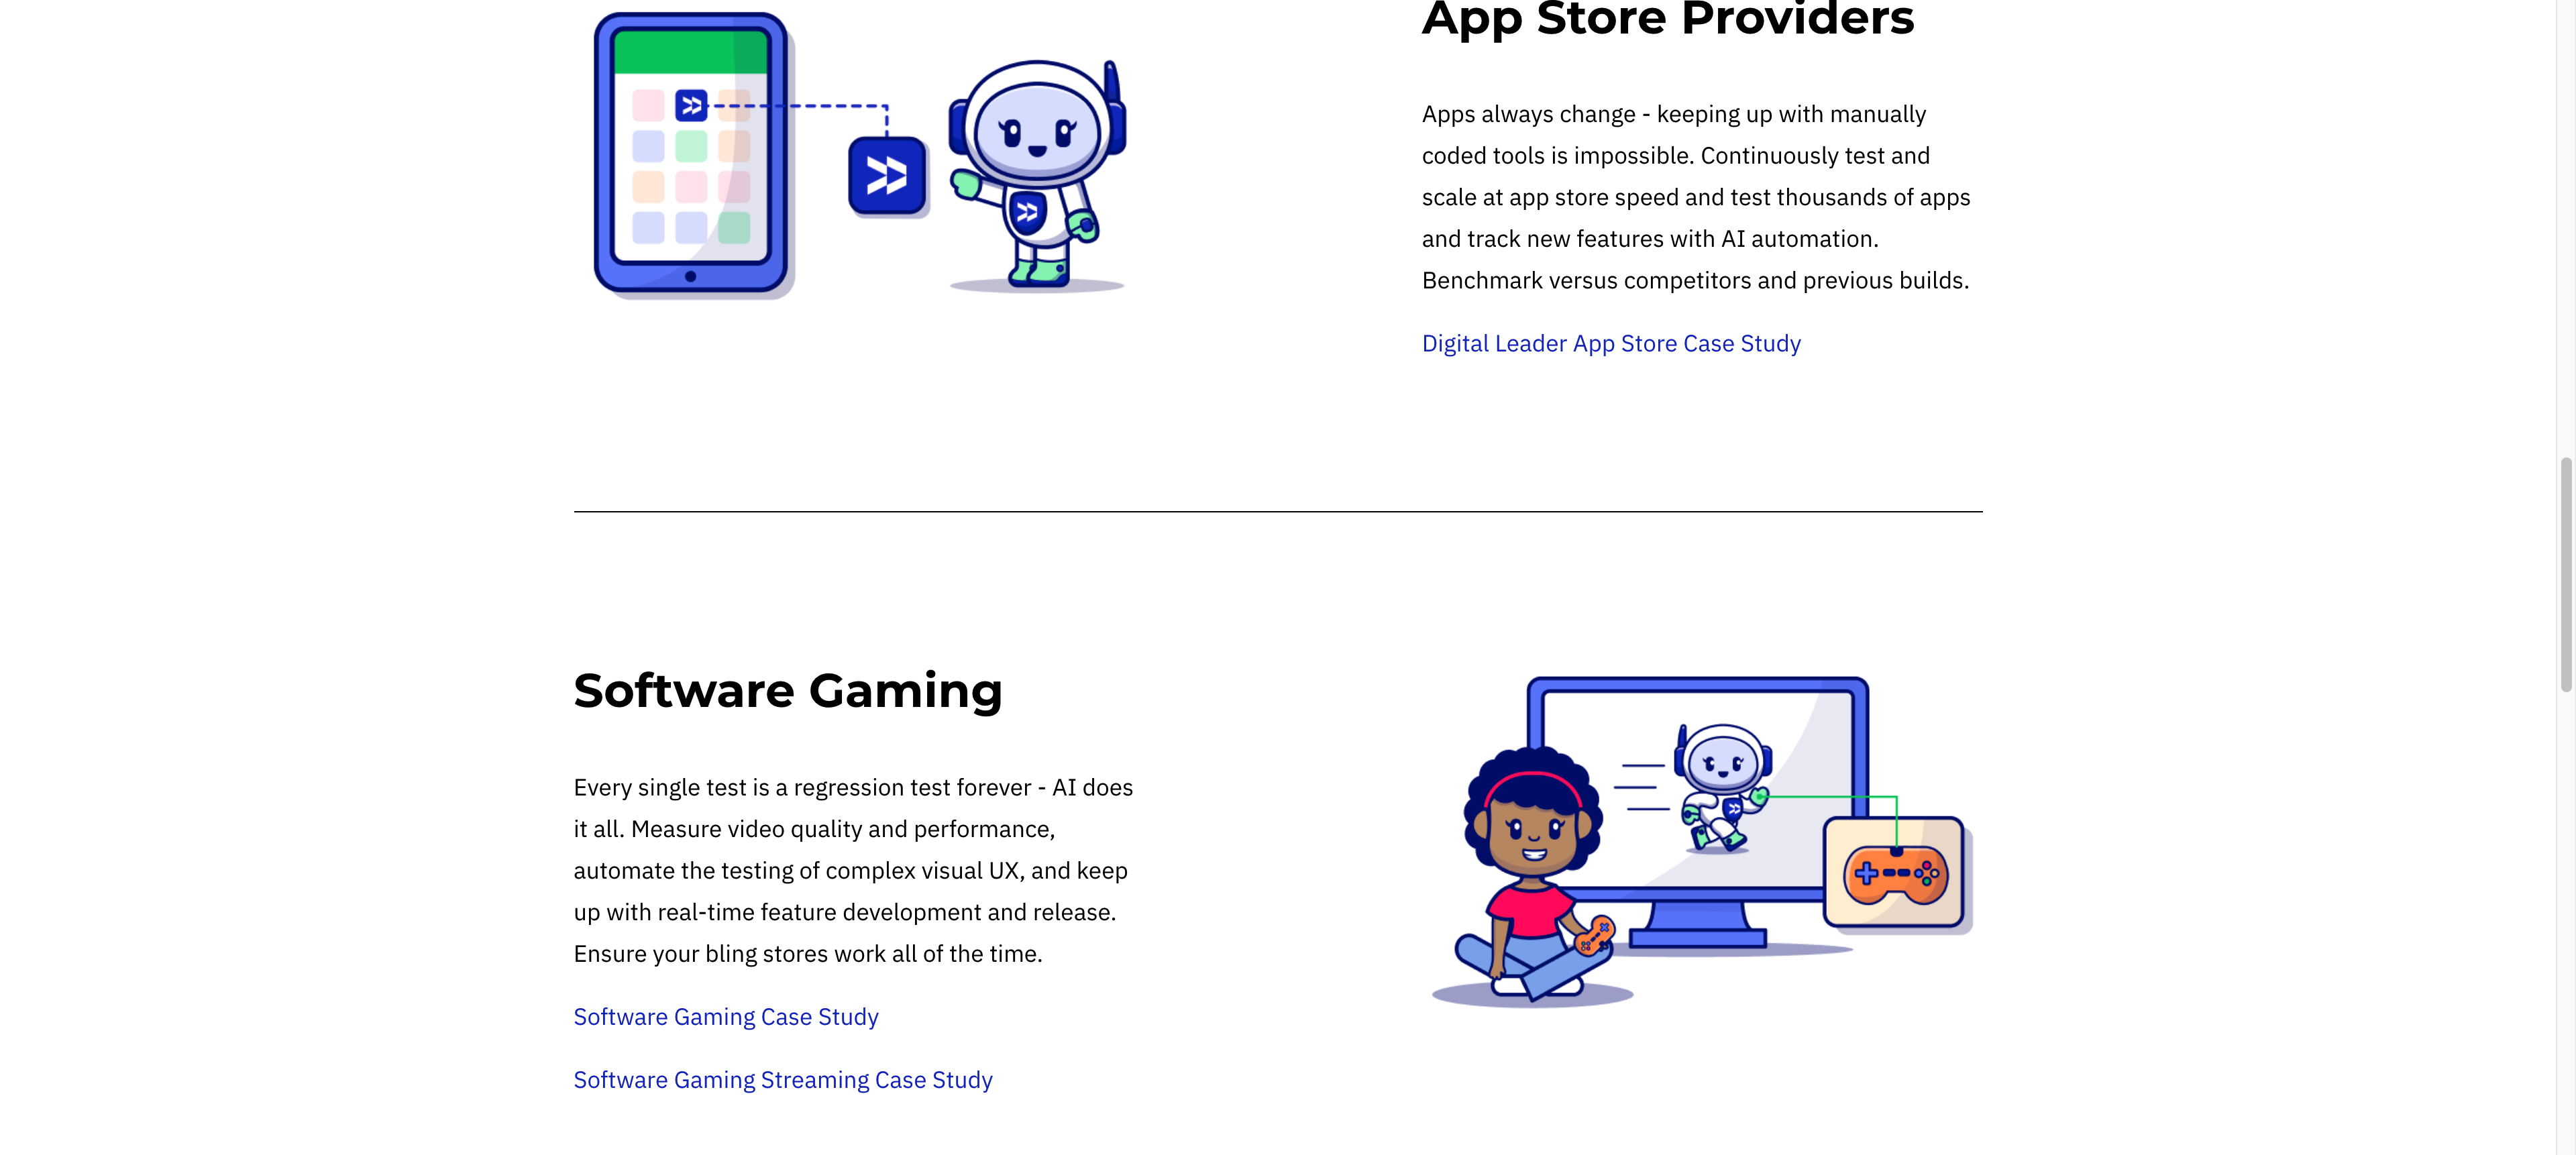 App Store Providers
Apps always change - keeping up with manually
coded tools is impossible. Continuously test and
scale at app store speed and test thousands of apps
and track new features with AI automation.
Benchmark versus competitors and previous builds.
Digital Leader App Store Case Study
Software Gaming
Every single test is a regression test forever - AI does
it all. Measure video quality and performance,
automate the testing of complex visual UX, and keep
up with real-time feature development and release.
Ensure your bling stores work all of the time.
Software Gaming Case Study
Software Gaming Streaming Case Study